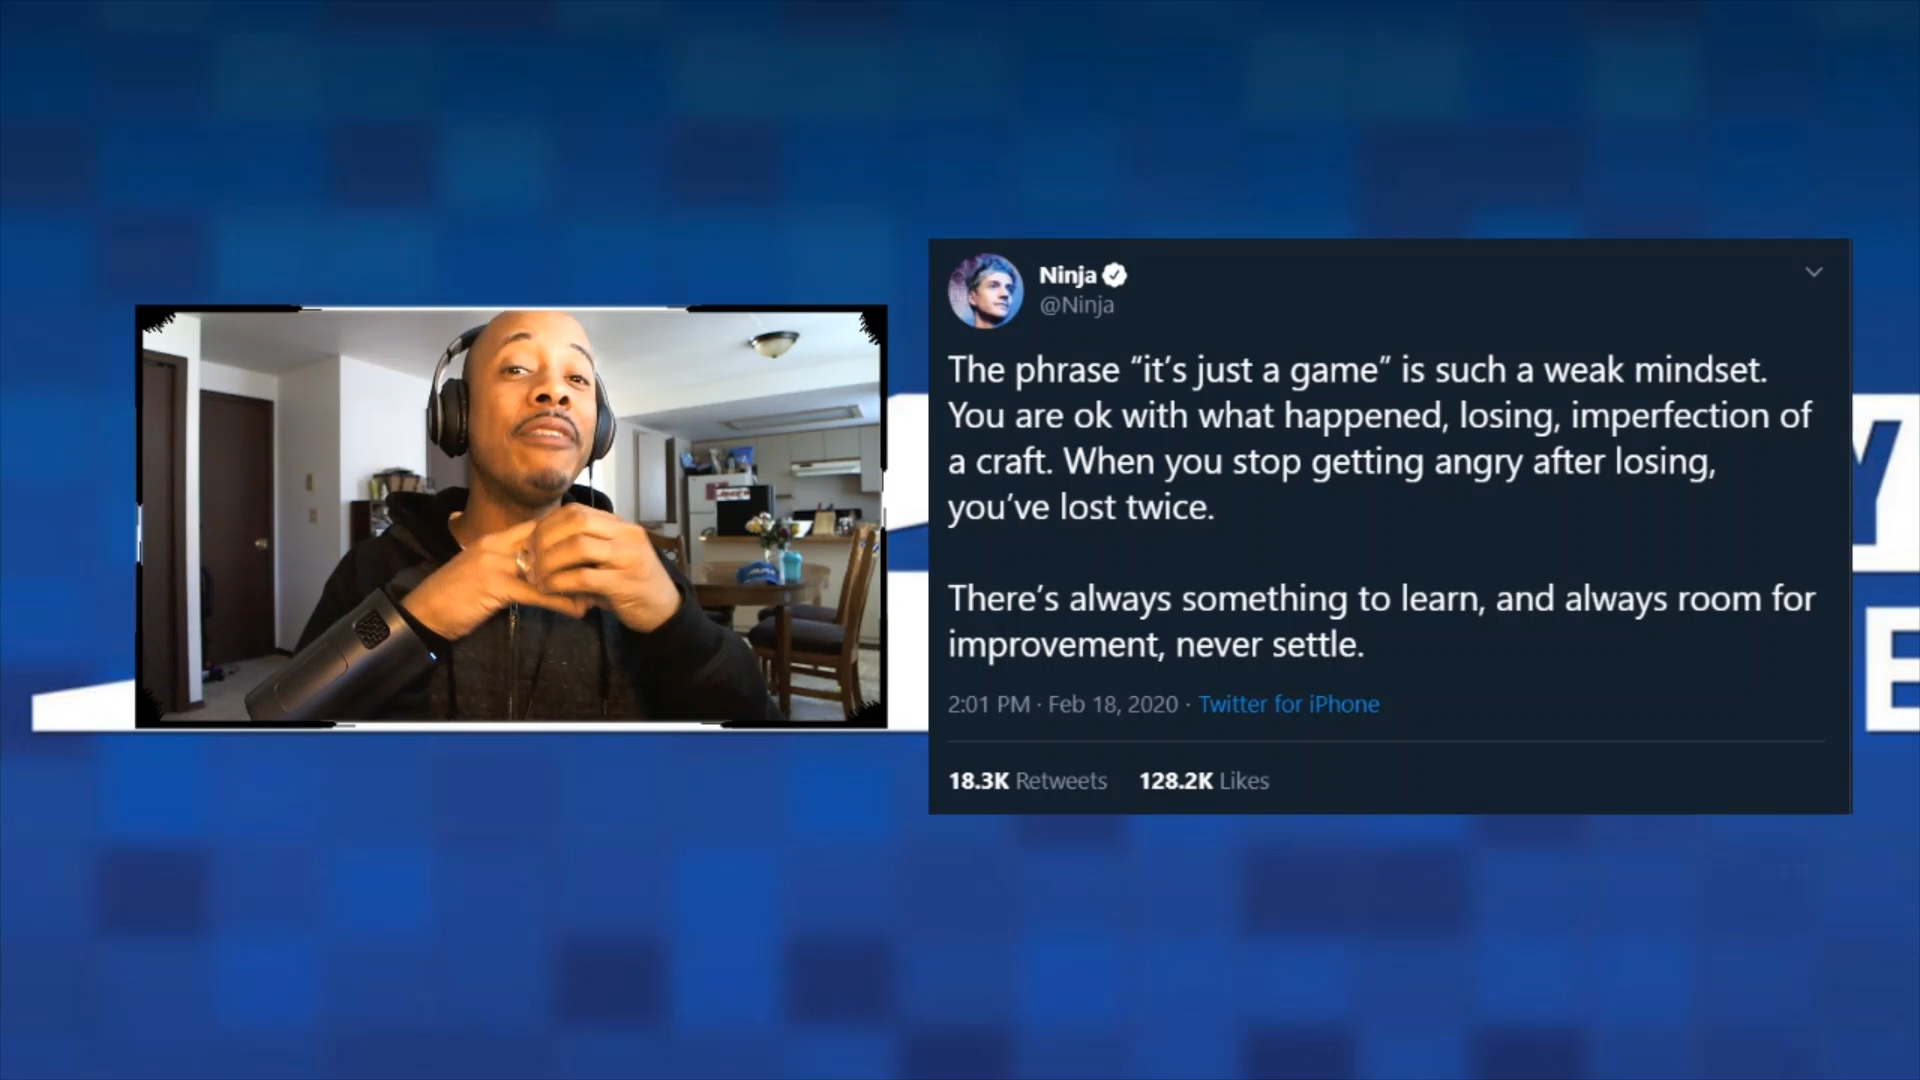 Ninja
@Ninja
The phrase “it’s just a game” is such a weak mindset.
You are ok with what happened, losing, imperfection of
a craft. When you stop getting angry after losing,
you’ve lost twice.
There’s always something to learn, and always room for
improvement, never settle.
2:01 PM · Feb 18, 2020 · Twitter for iPhone
18.3K Retweets 128.2K Likes
Y
E